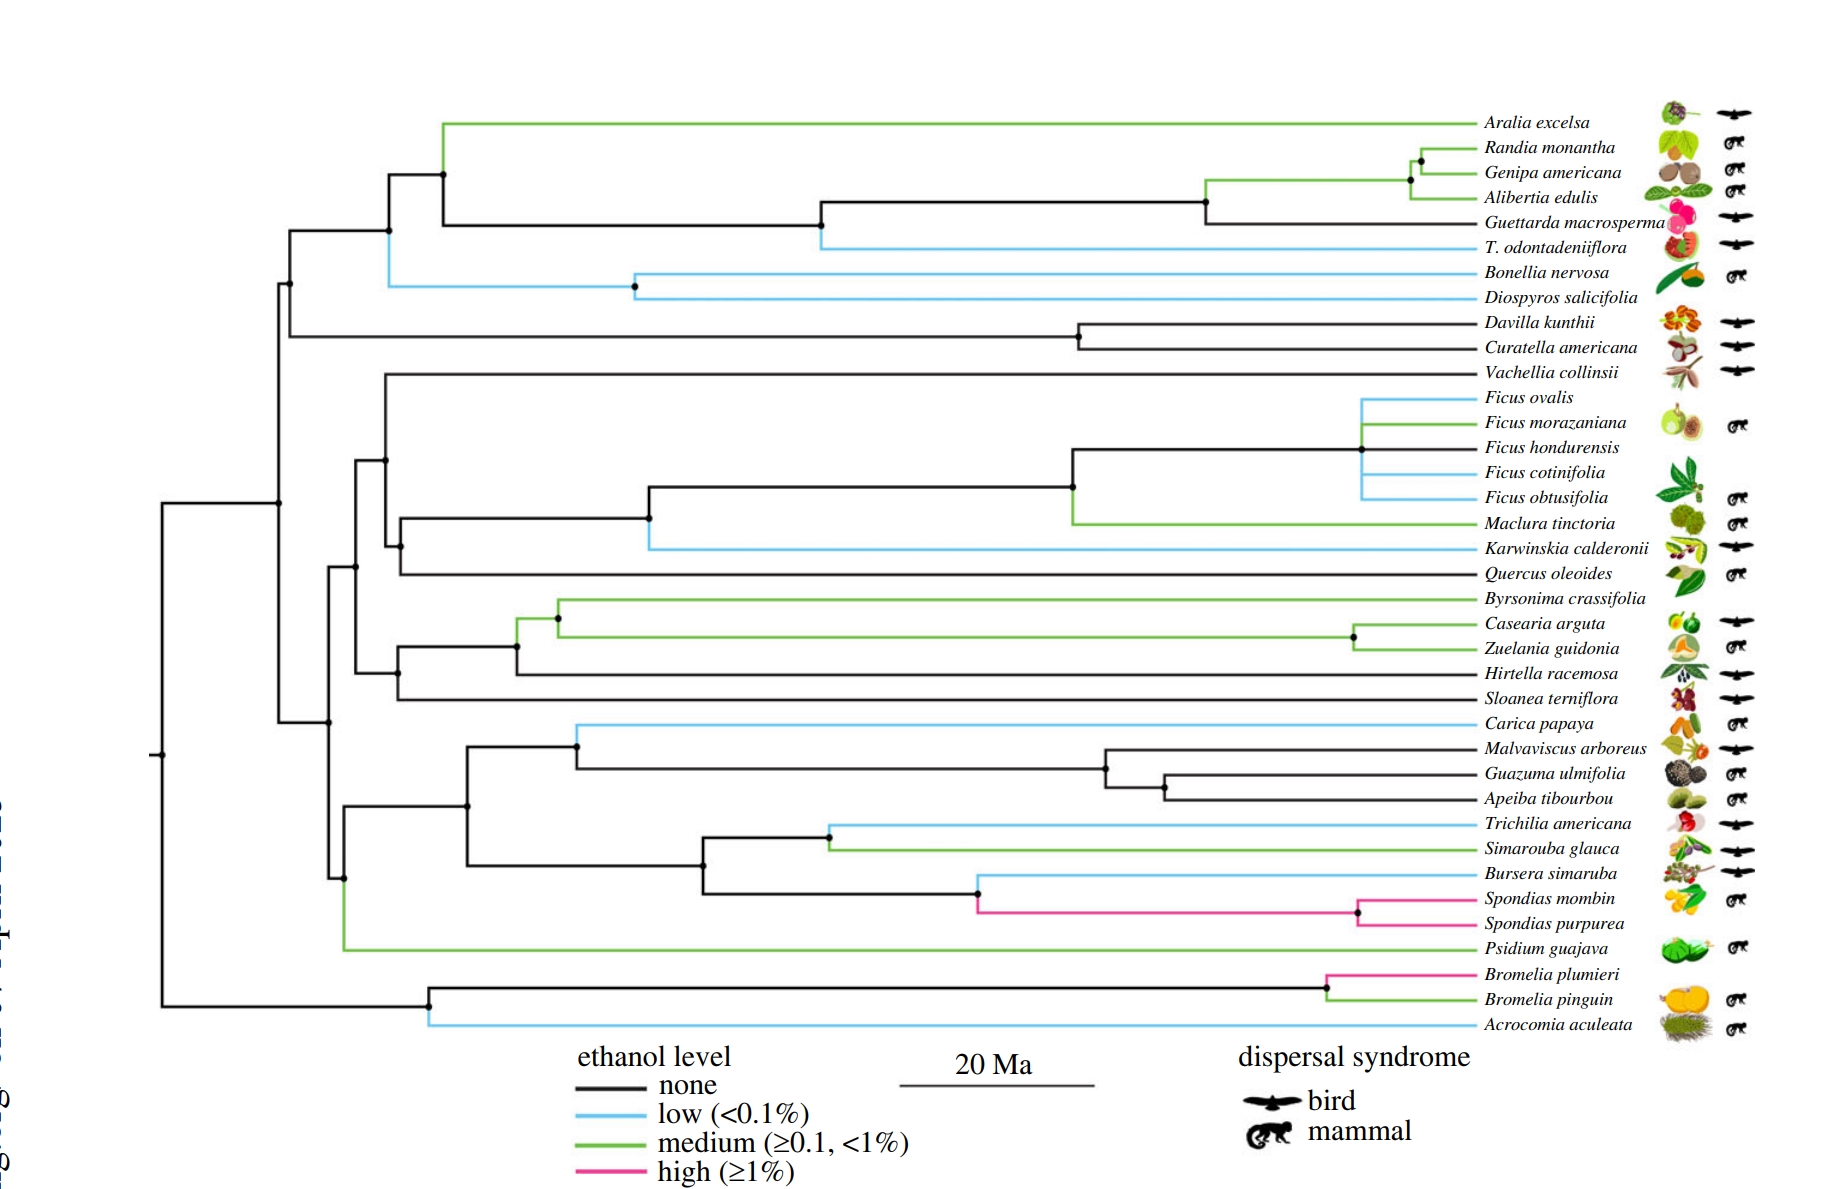 Aralia excelsa
Randia monantha
Genipa americana
Alibertia edulis
Guettarda macrosperma
T. odontadeniiflora
Bonellia nervosa
Diospyros salicifolia
Davilla kunthii
Curatella americana
Vachellia collinsii
Ficus ovalis
Ficus morazaniana
Ficus hondurensis
Ficus cotinifolia
Ficus obtusifolia
Maclura tinctoria
Karwinskia calderonii
Quercus oleoides
Byrsonima crassifolia
Casearia arguta
Zuelania guidonia
Hirtella racemosa
Sloanea terniflora
Carica papaya
Malvaviscus arboreus
Guazuma ulmifolia
Apeiba tibourbou
Trichilia americana
Simarouba glauca
Bursera simaruba
Spondias mombin
Spondias purpurea
Psidium guajava
Bromelia plumieri
Bromelia pinguin
Acrocomia aculeata
ethanol level
none
low (<0.1%)
medium (≥0.1, <1%)
high (≥1%)
20 Ma
dispersal syndrome
bird
mammal